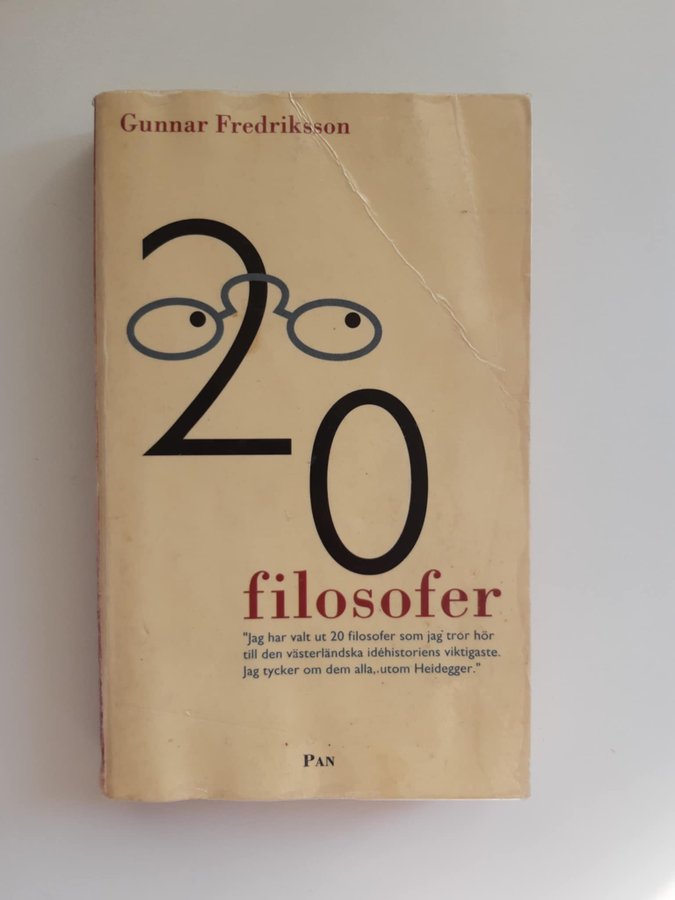 Gunnar Fredriksson
20
filosofer
"Jag har valt ut 20 filosofer som jag tror hör
till den västerländska idéhistoriens viktigaste.
Jag tycker om dem alla, utom Heidegger."
PAN